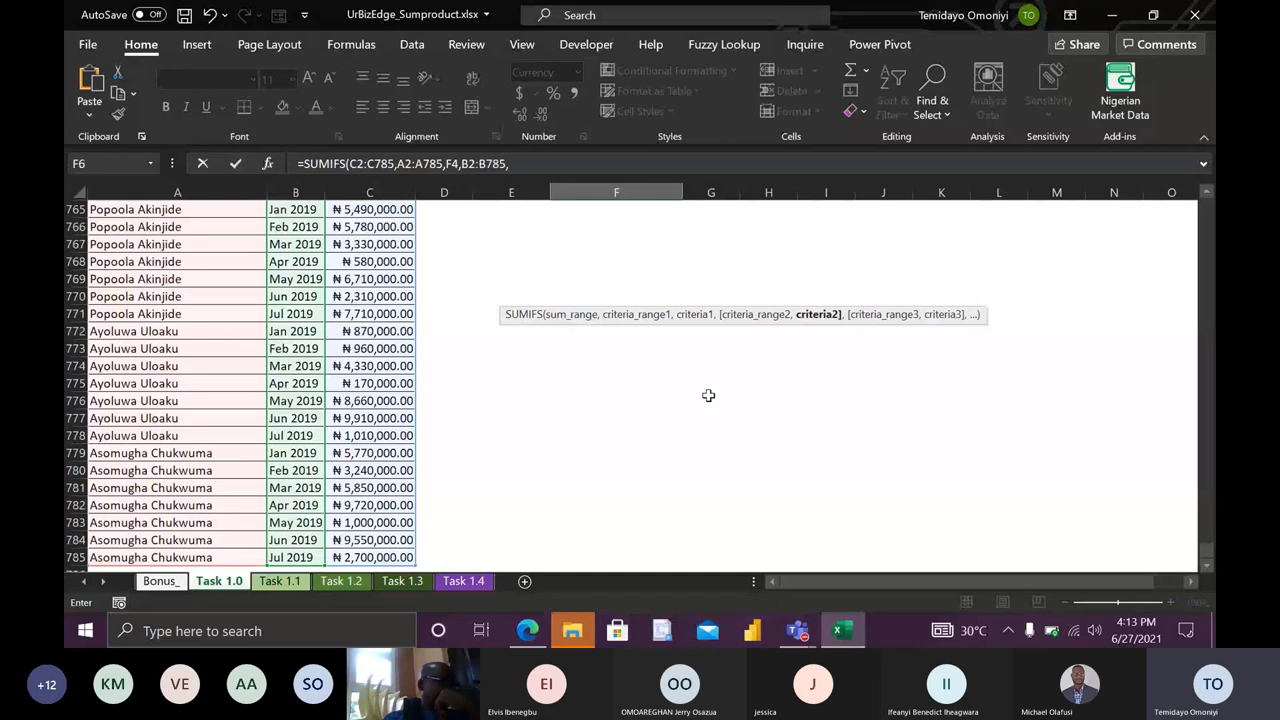 AutoSave Off UrBizEdge_Sumproduct.xlsx Search Temidayo Omoniyi TO
File Home Insert Page Layout Formulas Data Review View Developer Help Fuzzy Lookup Inquire Power Pivot Share Comments
11 Currency Conditional Formatting Insert
Paste Format as Table Delete Sort & Filter Find & Select Analyze Data Sensitivity Nigerian Market Data
B I U Cell Styles Format
Clipboard Font Alignment Number Styles Cells Editing Analysis Sensitivity Add-ins
F6 =SUMIFS(C2:C785,A2:A785,F4,B2:B785,
A B C D E F G H I J K L M N O
765 Popoola Akinjide Jan 2019 ₦ 5,490,000.00
766 Popoola Akinjide Feb 2019 ₦ 5,780,000.00
767 Popoola Akinjide Mar 2019 ₦ 3,330,000.00
768 Popoola Akinjide Apr 2019 ₦ 580,000.00
769 Popoola Akinjide May 2019 ₦ 6,710,000.00
770 Popoola Akinjide Jun 2019 ₦ 2,310,000.00
771 Popoola Akinjide Jul 2019 ₦ 7,710,000.00
SUMIFS(sum_range, criteria_range1, criteria1, [criteria_range2, criteria2], [criteria_range3, criteria3], ...)
772 Ayoluwa Uloaku Jan 2019 ₦ 870,000.00
773 Ayoluwa Uloaku Feb 2019 ₦ 960,000.00
774 Ayoluwa Uloaku Mar 2019 ₦ 4,330,000.00
775 Ayoluwa Uloaku Apr 2019 ₦ 170,000.00
776 Ayoluwa Uloaku May 2019 ₦ 8,660,000.00
777 Ayoluwa Uloaku Jun 2019 ₦ 9,910,000.00
778 Ayoluwa Uloaku Jul 2019 ₦ 1,010,000.00
779 Asomugha Chukwuma Jan 2019 ₦ 5,770,000.00
780 Asomugha Chukwuma Feb 2019 ₦ 3,240,000.00
781 Asomugha Chukwuma Mar 2019 ₦ 5,850,000.00
782 Asomugha Chukwuma Apr 2019 ₦ 9,720,000.00
783 Asomugha Chukwuma May 2019 ₦ 1,000,000.00
784 Asomugha Chukwuma Jun 2019 ₦ 9,550,000.00
785 Asomugha Chukwuma Jul 2019 ₦ 2,700,000.00
Bonus_ Task 1.0 Task 1.1 Task 1.2 Task 1.3 Task 1.4
Enter
Type here to search 30°C 4:13 PM
6/27/2021
+12 KM VE AA SO EI OO J II TO
Elvis Ibenegbu OMOAREGHAN Jerry Osazua jessica Ifeanyi Benedict Iheagwara Michael Olafusi Temidayo Omoniyi